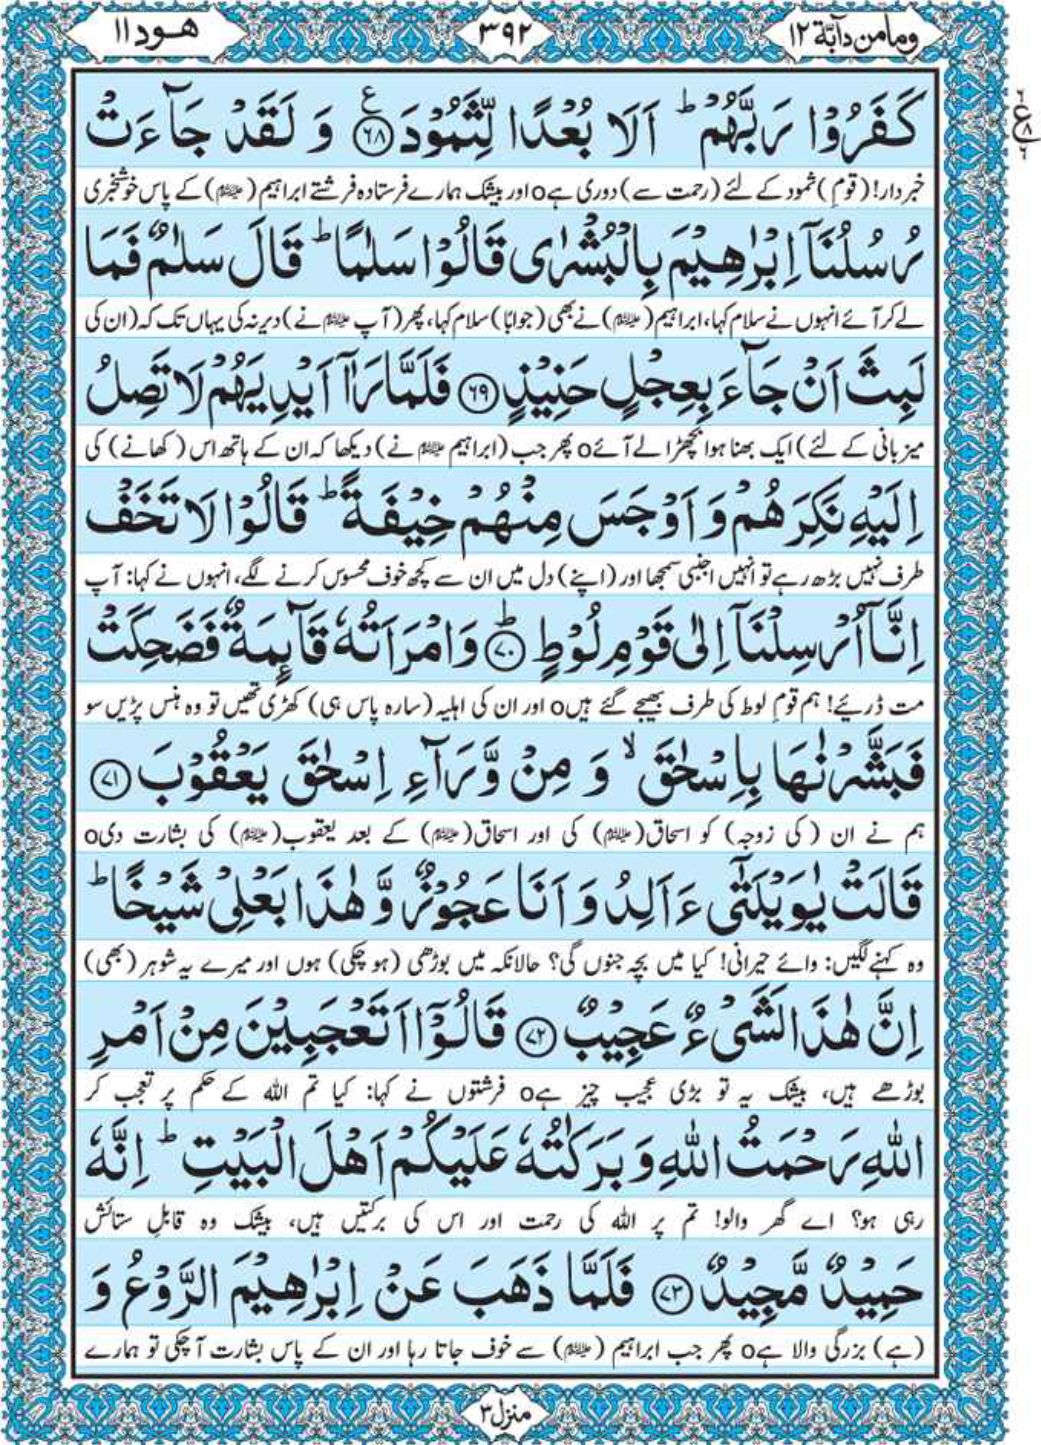 ومامن دآبّة ١٢
٣٩٢
هود ١١
كَفَرُوْا رَبَّهُمْ ؕ اَلَا بُعْدًا لِّثَمُوْدَ ﴿۶۸﴾ وَ لَقَدْ جَآءَتْ
خبردار! (قومِ) ثمود کے لئے (رحمت سے) دوری ہےo اور بیشک ہمارے فرستادہ فرشتے ابراہیم (علیہ السلام) کے پاس خوشخبری
رُسُلُنَاۤ اِبْرٰهِیْمَ بِالْبُشْرٰی قَالُوْا سَلٰمًا ؕ قَالَ سَلٰمٌ فَمَا
لے کر آئے انہوں نے سلام کہا، ابراہیم (علیہ السلام) نے بھی (جوابًا) سلام کہا، پھر (آپ علیہ السلام نے) دیر نہ کی یہاں تک کہ (ان کی
لَبِثَ اَنْ جَآءَ بِعِجْلٍ حَنِیْذٍ ﴿۶۹﴾ فَلَمَّا رَاٰۤ اَیْدِیَهُمْ لَا تَصِلُ
میزبانی کے لئے) ایک بھنا ہوا بچھڑا لے آئےo پھر جب (ابراہیم علیہ السلام نے) دیکھا کہ ان کے ہاتھ اس (کھانے) کی
اِلَیْهِ نَكِرَهُمْ وَ اَوْجَسَ مِنْهُمْ خِیْفَةً ؕ قَالُوْا لَا تَخَفْ
طرف نہیں بڑھ رہے تو انہیں اجنبی سمجھا اور (اپنے) دل میں ان سے کچھ خوف محسوس کرنے لگے، انہوں نے کہا: آپ
اِنَّاۤ اُرْسِلْنَاۤ اِلٰی قَوْمِ لُوْطٍ ﴿ؕ۷۰﴾ وَ امْرَاَتُهٗ قَآىِٕمَةٌ فَضَحِكَتْ
مت ڈریئے! ہم قومِ لوط کی طرف بھیجے گئے ہیںo اور ان کی اہلیہ (سارہ پاس ہی) کھڑی تھیں تو وہ ہنس پڑیں سو
فَبَشَّرْنٰهَا بِاِسْحٰقَ ۙ وَ مِنْ وَّرَآءِ اِسْحٰقَ یَعْقُوْبَ ﴿۷۱﴾
ہم نے ان (کی زوجہ) کو اسحاق (علیہ السلام) کی اور اسحاق (علیہ السلام) کے بعد یعقوب (علیہ السلام) کی بشارت دیo
قَالَتْ یٰوَیْلَتٰۤی ءَاَلِدُ وَ اَنَا عَجُوْزٌ وَّ هٰذَا بَعْلِیْ شَیْخًا ؕ
وہ کہنے لگیں: وائے حیرانی! کیا میں بچہ جنوں گی؟ حالانکہ میں بوڑھی (ہو چکی) ہوں اور میرے یہ شوہر (بھی)
اِنَّ هٰذَا لَشَیْءٌ عَجِیْبٌ ﴿۷۲﴾ قَالُوْۤا اَتَعْجَبِیْنَ مِنْ اَمْرِ
بوڑھے ہیں، بیشک یہ تو بڑی عجیب چیز ہےo فرشتوں نے کہا: کیا تم اللہ کے حکم پر تعجب کر
اللّٰهِ رَحْمَتُ اللّٰهِ وَ بَرَكٰتُهٗ عَلَیْكُمْ اَهْلَ الْبَیْتِ ؕ اِنَّهٗ
رہی ہو؟ اے گھر والو! تم پر اللہ کی رحمت اور اس کی برکتیں ہیں، بیشک وہ قابلِ ستائش
حَمِیْدٌ مَّجِیْدٌ ﴿۷۳﴾ فَلَمَّا ذَهَبَ عَنْ اِبْرٰهِیْمَ الرَّوْعُ وَ
(ہے) بزرگی والا ہےo پھر جب ابراہیم (علیہ السلام) سے خوف جاتا رہا اور ان کے پاس بشارت آ چکی تو ہمارے
منزل ٣